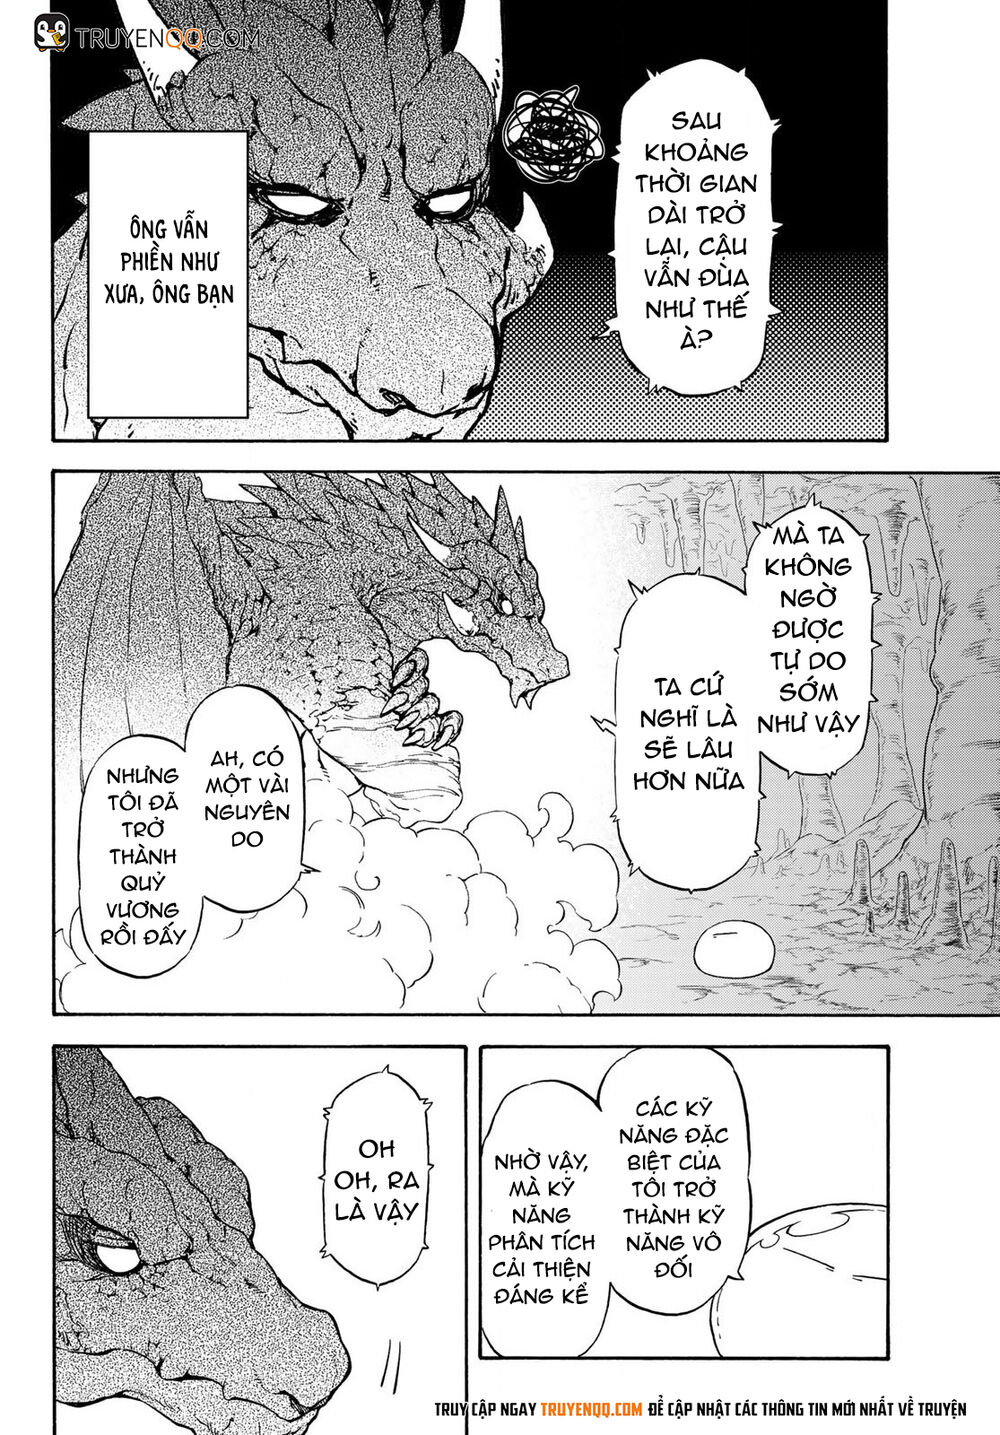 TRUYENQQ.COM
SAU
KHOẢNG
THỜI GIAN
DÀI TRỞ
LẠI, CẬU
VẪN ĐÙA
NHƯ THẾ
À?
ÔNG VẪN
PHIỀN NHƯ
XƯA, ÔNG BẠN
MÀ TA
KHÔNG
NGỜ
ĐƯỢC
TỰ DO
SỚM
NHƯ VẬY
TA CỨ
NGHĨ LÀ
SẼ LÂU
HƠN NỮA
AH, CÓ
MỘT VÀI
NGUYÊN
DO
NHƯNG
TÔI ĐÃ
TRỞ
THÀNH
QUỶ
VƯƠNG
RỒI ĐẤY
CÁC KỸ
NĂNG ĐẶC
BIỆT CỦA
TÔI TRỞ
THÀNH KỸ
NĂNG VÔ
ĐỐI
NHỜ VẬY,
MÀ KỸ
NĂNG
PHÂN TÍCH
CẢI THIỆN
ĐÁNG KỂ
OH
OH, RA
LÀ VẬY
TRUY CẬP NGAY TRUYENQQ.COM ĐỂ CẬP NHẬT CÁC THÔNG TIN MỚI NHẤT VỀ TRUYỆN